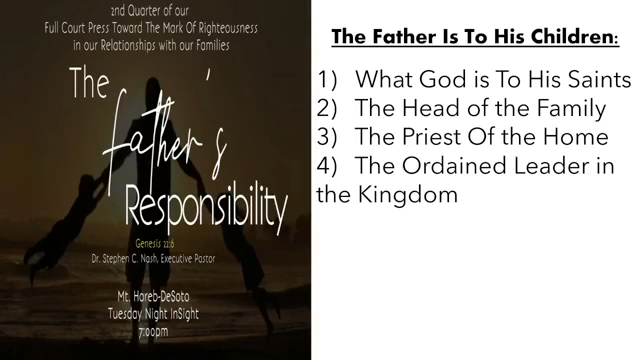 2nd Quarter of our
Full Court Press Toward The Mark Of Righteousness
in our Relationships with our Families
The
father's
Responsibility
Genesis 22:6
Dr. Stephen C. Nash, Executive Pastor
Mt. Horeb-DeSoto
Tuesday Night InSight
7:00pm
The Father Is To His Children:
1) What God is To His Saints
2) The Head of the Family
3) The Priest Of the Home
4) The Ordained Leader in
the Kingdom